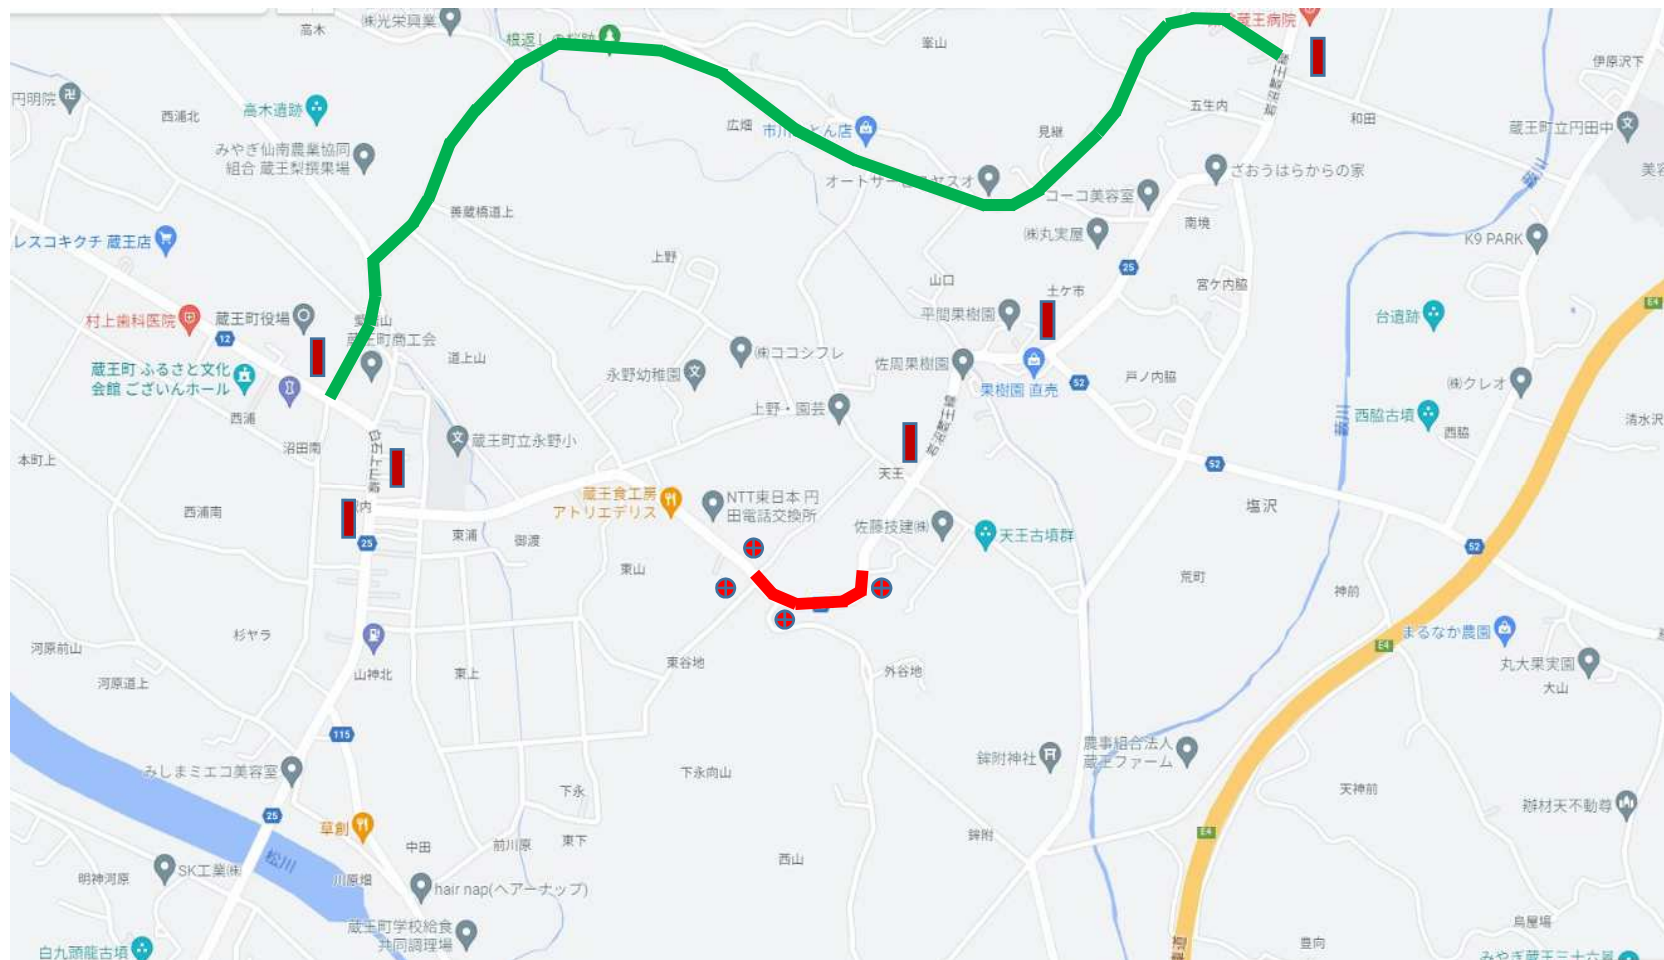 高木
㈱光栄興業
峯山
蔵王病院
伊原沢下
円明院
高木遺跡
西浦北
広畑
五生内
和田
見継
蔵王町立円田中
みやぎ仙南農業協同
組合 蔵王梨撰果場
ざおうはらからの家
コーコ美容室
善蔵橋道上
南境
㈱丸実屋
K9 PARK
レスコキクチ 蔵王店
上野
25
山口
土ケ市
宮ケ内脇
E4
村上歯科医院
蔵王町役場
平間果樹園
台遺跡
12
道上山
㈱ココシフレ
佐周果樹園
蔵王町 ふるさと文化
会館 ございんホール
永野幼稚園
果樹園 直売
52
戸ノ内脇
㈱クレオ
西浦
上野・園芸
岩沼蔵王線
西脇古墳
清水沢
沼田南
蔵王町立永野小
西脇
本町上
天王
52
蔵王食工房
アトリエデリス
NTT東日本 円
田電話交換所
塩沢
西浦南
佐藤技建㈱
天王古墳群
東浦
御渡
25
52
東山
荒町
神前
杉ヤラ
まるなか農園
E4
河原前山
東谷地
外谷地
丸大果実園
山神北
東上
河原道上
大山
115
鉾附神社
農事組合法人
蔵王ファーム
みしまミエコ美容室
下永向山
下永
天神前
辦材天不動尊
25
草創
東下
鉾附
E4
中田
前川原
松川
西山
SK工業㈱
明神河原
川原畑
hair nap(ヘアーナップ)
蔵王町学校給食
共同調理場
鳥屋場
豊向
白九頭龍古墳